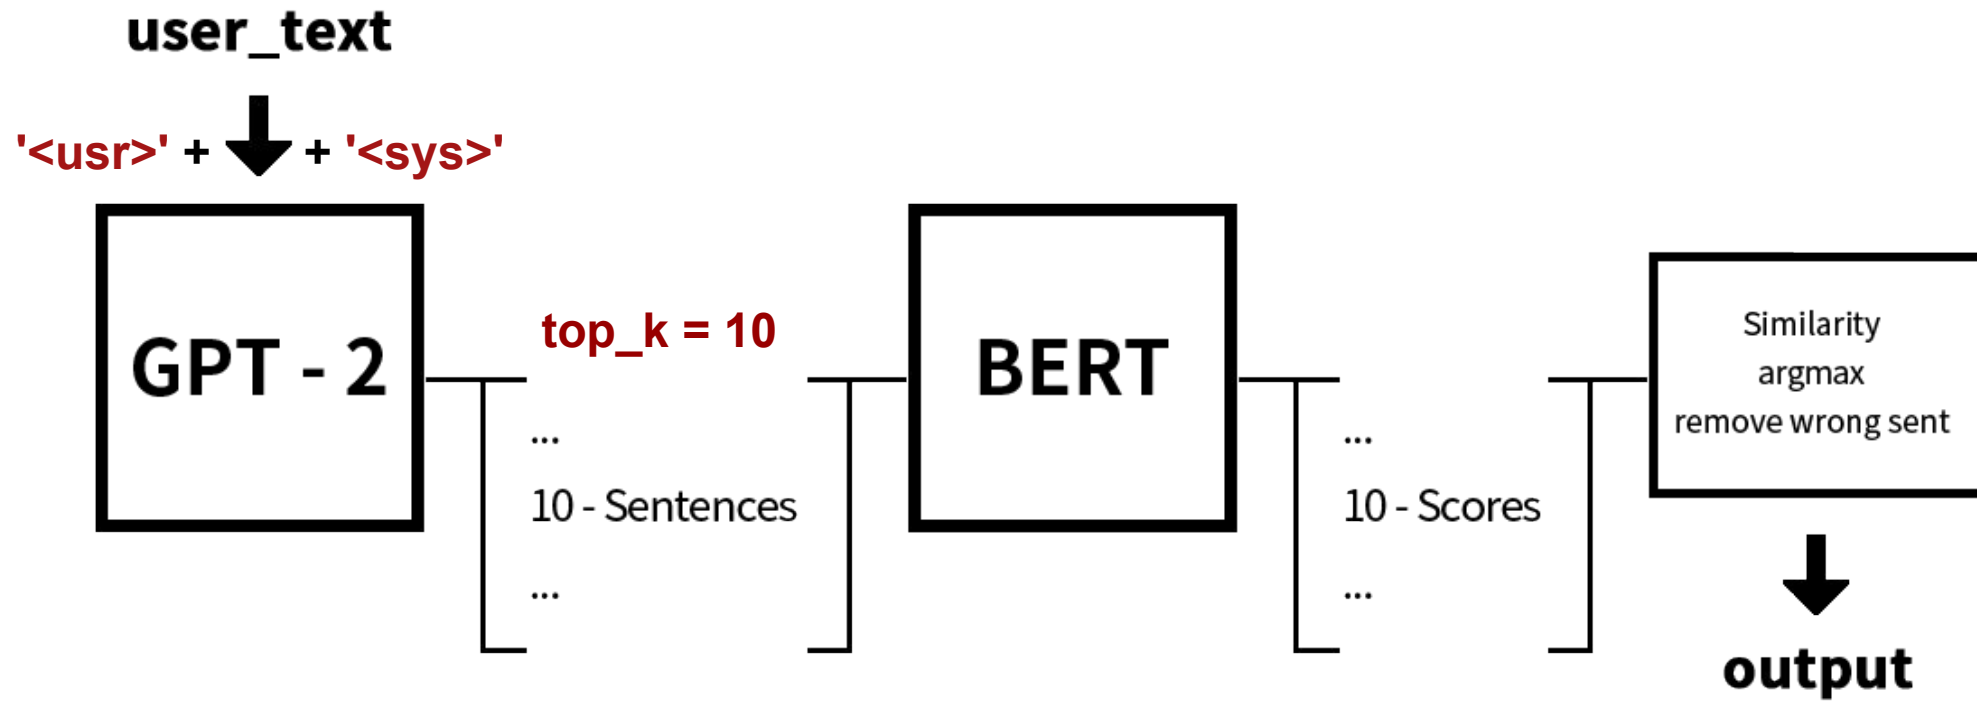 user_text
'<usr>' + + '<sys>'
GPT - 2
top_k = 10
...
10 - Sentences
...
BERT
...
10 - Scores
...
Similarity
argmax
remove wrong sent
output